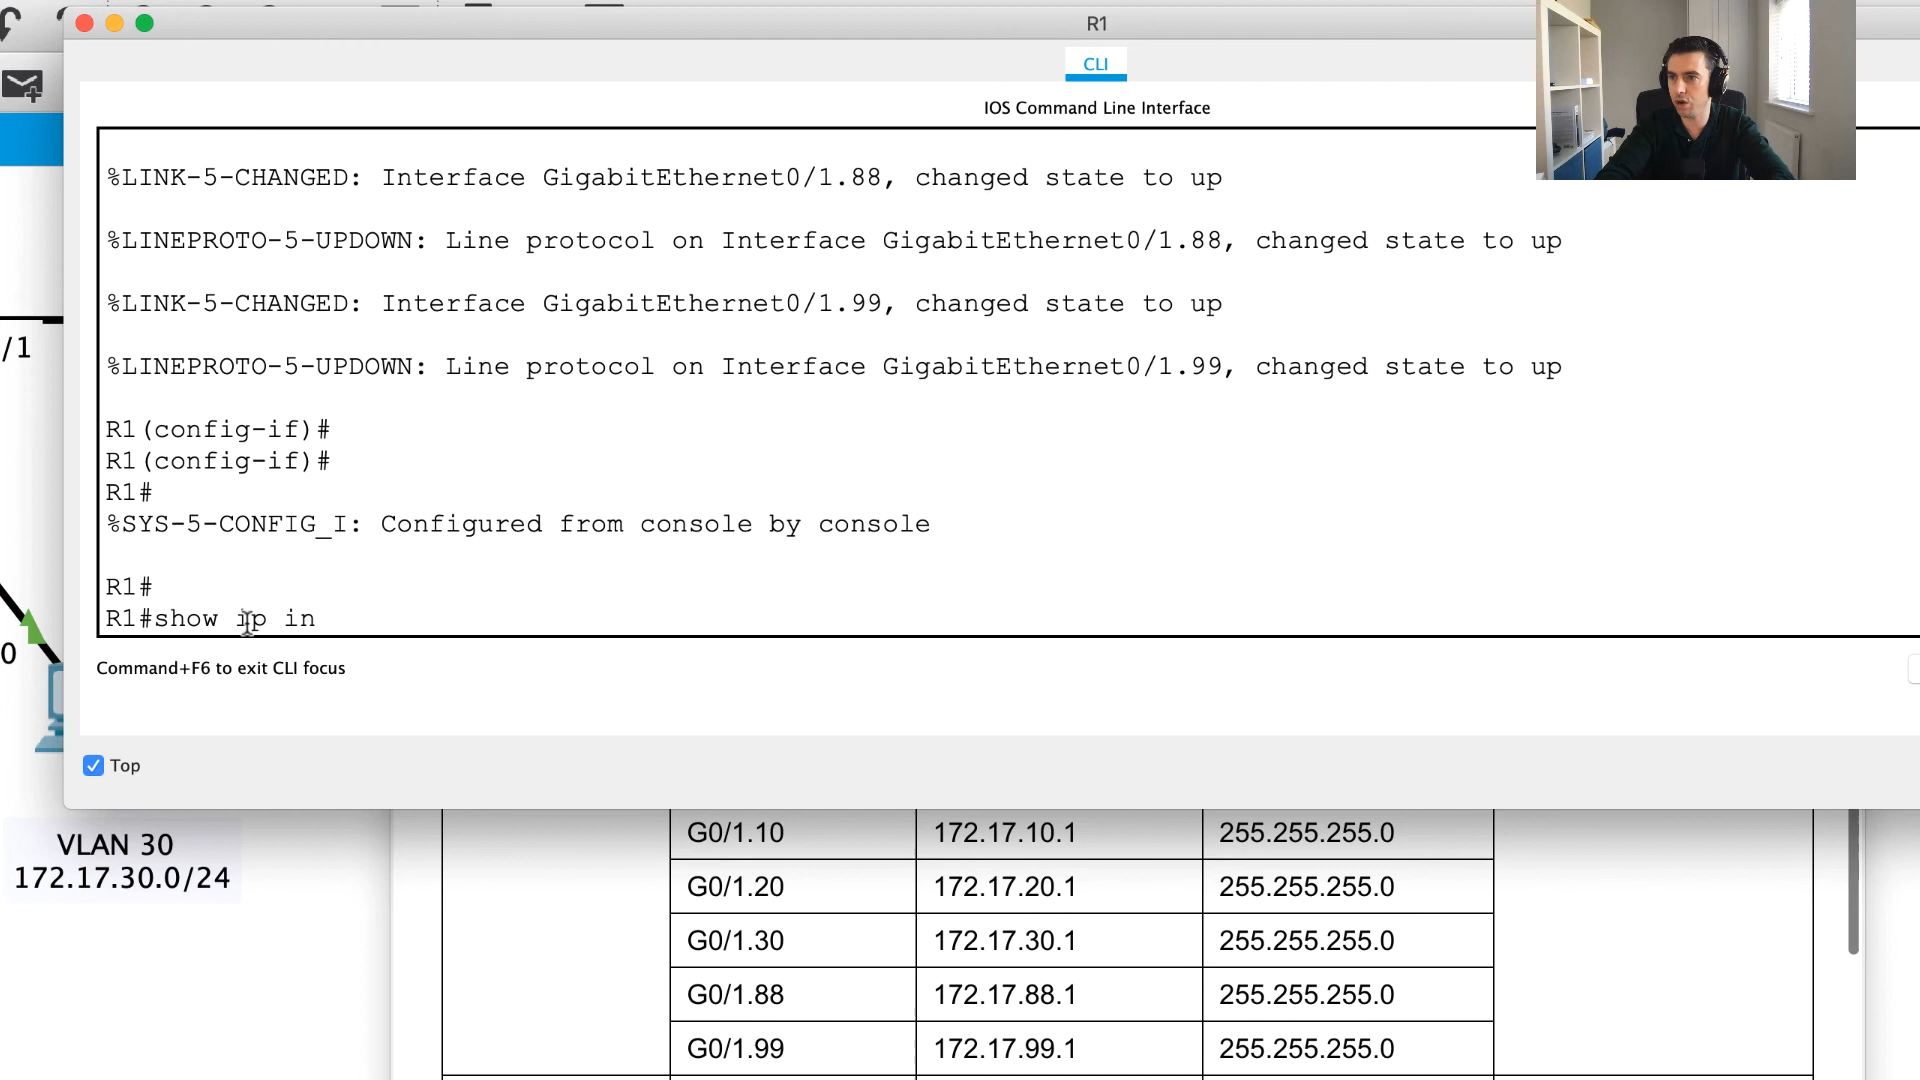 R1
CLI
IOS Command Line Interface
%LINK-5-CHANGED: Interface GigabitEthernet0/1.88, changed state to up
%LINEPROTO-5-UPDOWN: Line protocol on Interface GigabitEthernet0/1.88, changed state to up
%LINK-5-CHANGED: Interface GigabitEthernet0/1.99, changed state to up
%LINEPROTO-5-UPDOWN: Line protocol on Interface GigabitEthernet0/1.99, changed state to up
R1(config-if)#
R1(config-if)#
R1#
%SYS-5-CONFIG_I: Configured from console by console
R1#
R1#show ip in
Command+F6 to exit CLI focus
Top
/1
0
VLAN 30
172.17.30.0/24
G0/1.10 172.17.10.1 255.255.255.0
G0/1.20 172.17.20.1 255.255.255.0
G0/1.30 172.17.30.1 255.255.255.0
G0/1.88 172.17.88.1 255.255.255.0
G0/1.99 172.17.99.1 255.255.255.0